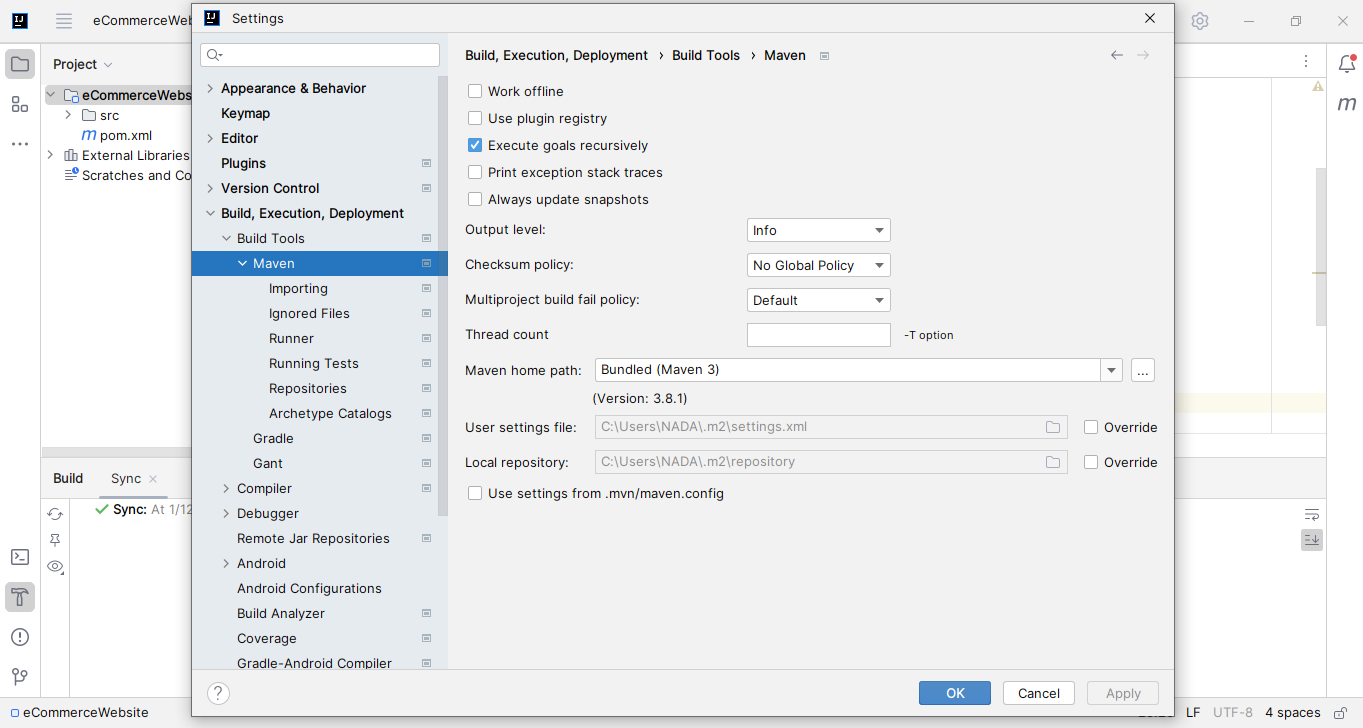 eCommerceWeb
Settings
Project
eCommerceWebs
src
m pom.xml
External Libraries
Scratches and Co
Build
Sync
Sync: At 1/12
Appearance & Behavior
Keymap
Editor
Plugins
Version Control
Build, Execution, Deployment
Build Tools
Maven
Importing
Ignored Files
Runner
Running Tests
Repositories
Archetype Catalogs
Gradle
Gant
Compiler
Debugger
Remote Jar Repositories
Android
Android Configurations
Build Analyzer
Coverage
Gradle-Android Compiler
Build, Execution, Deployment › Build Tools › Maven
Work offline
Use plugin registry
Execute goals recursively
Print exception stack traces
Always update snapshots
Output level: Info
Checksum policy: No Global Policy
Multiproject build fail policy: Default
Thread count -T option
Maven home path: Bundled (Maven 3) ...
(Version: 3.8.1)
User settings file: C:\Users\NADA\.m2\settings.xml Override
Local repository: C:\Users\NADA\.m2\repository Override
Use settings from .mvn/maven.config
? OK Cancel Apply
m
eCommerceWebsite
LF UTF-8 4 spaces